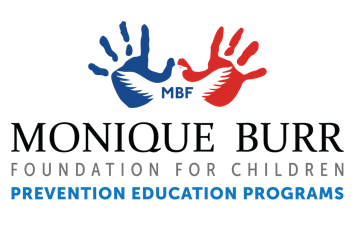 MBF
MONIQUE BURR
FOUNDATION FOR CHILDREN
PREVENTION EDUCATION PROGRAMS